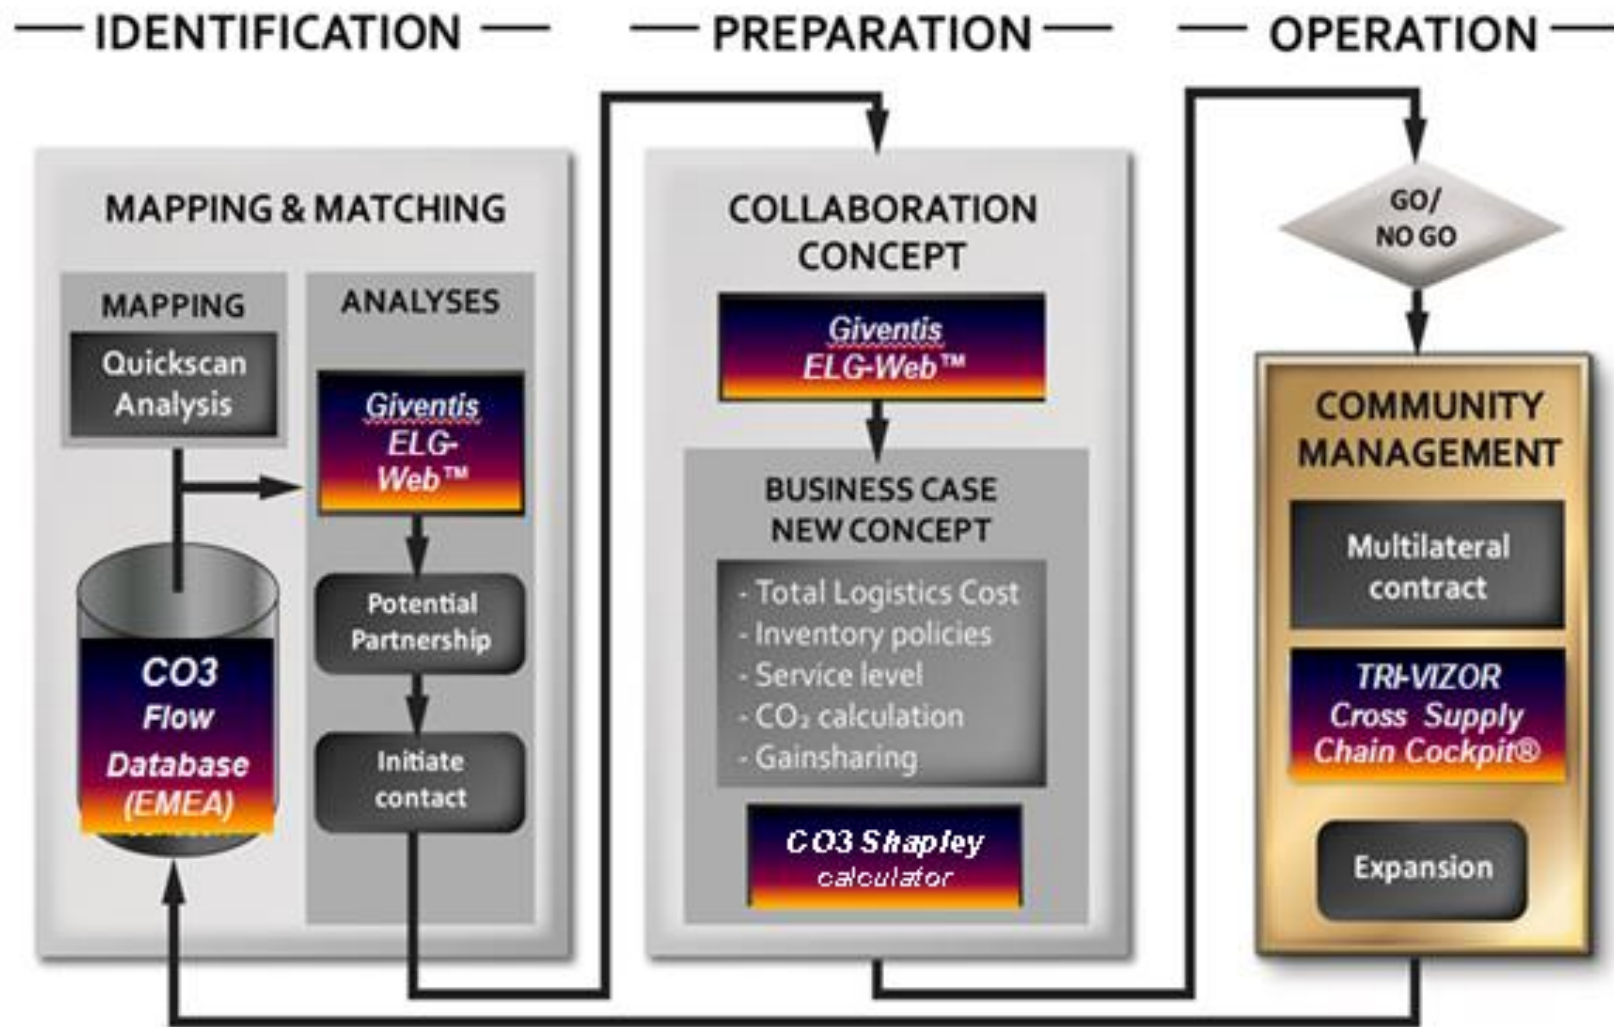 IDENTIFICATION
MAPPING & MATCHING
MAPPING
Quickscan
Analysis
CO3
Flow
Database
(EMEA)
ANALYSES
Giventis
ELG-
Web™
Potential
Partnership
Initiate
contact
PREPARATION
COLLABORATION
CONCEPT
Giventis
ELG-Web™
BUSINESS CASE
NEW CONCEPT
- Total Logistics Cost
- Inventory policies
- Service level
- CO₂ calculation
- Gainsharing
CO3 Shapley
calculator
OPERATION
GO/
NO GO
COMMUNITY
MANAGEMENT
Multilateral
contract
TRI-VIZOR
Cross Supply
Chain Cockpit®
Expansion